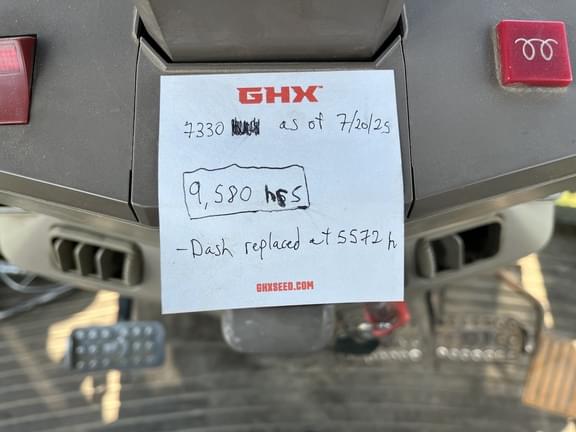 GHX
7330 as of 7/20/25
9,580 hrs
- Dash replaced at 5572 h
GHXSEED.COM